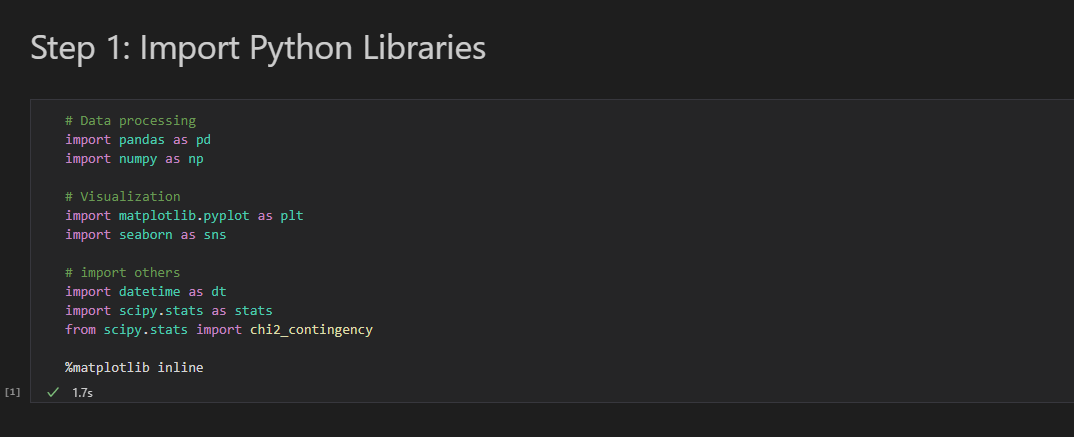 Step 1: Import Python Libraries
# Data processing
import pandas as pd
import numpy as np
# Visualization
import matplotlib.pyplot as plt
import seaborn as sns
# import others
import datetime as dt
import scipy.stats as stats
from scipy.stats import chi2_contingency
%matplotlib inline
[1] ✓ 1.7s